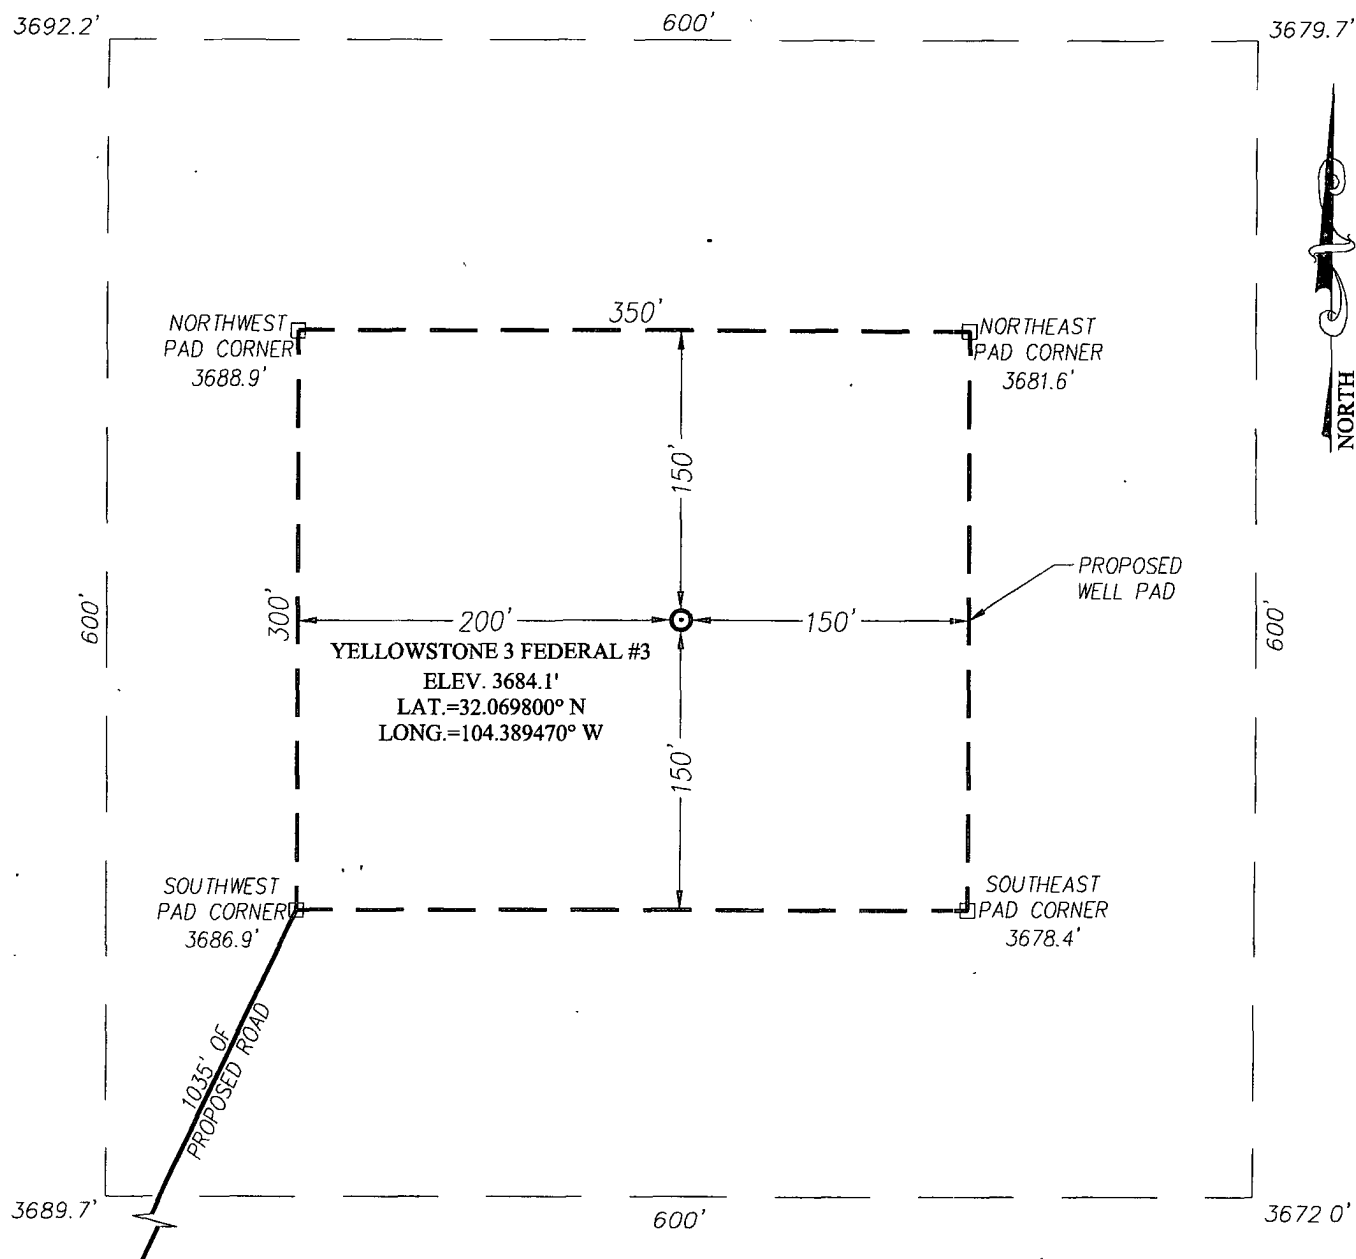 3692.2'
600'
3679.7'
NORTH
NORTHWEST
PAD CORNER
3688.9'
350'
NORTHEAST
PAD CORNER
3681.6'
150'
600'
300'
200'
150'
PROPOSED
WELL PAD
600'
YELLOWSTONE 3 FEDERAL #3
ELEV. 3684.1'
LAT.=32.069800° N
LONG.=104.389470° W
150'
SOUTHWEST
PAD CORNER
3686.9'
SOUTHEAST
PAD CORNER
3678.4'
1035' OF
PROPOSED ROAD
3689.7'
600'
3672 0'